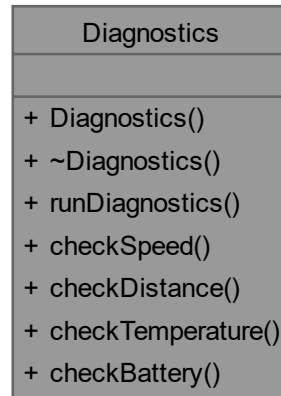 Diagnostics
+ Diagnostics()
+ ~Diagnostics()
+ runDiagnostics()
+ checkSpeed()
+ checkDistance()
+ checkTemperature()
+ checkBattery()